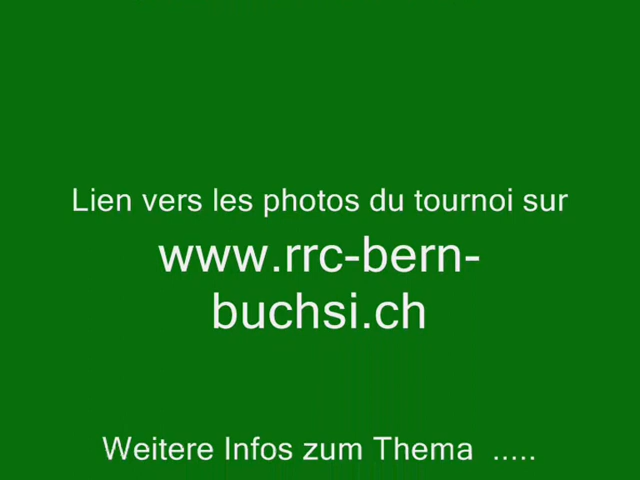 Lien vers les photos du tournoi sur
www.rrc-bern-
buchsi.ch
Weitere Infos zum Thema  .....